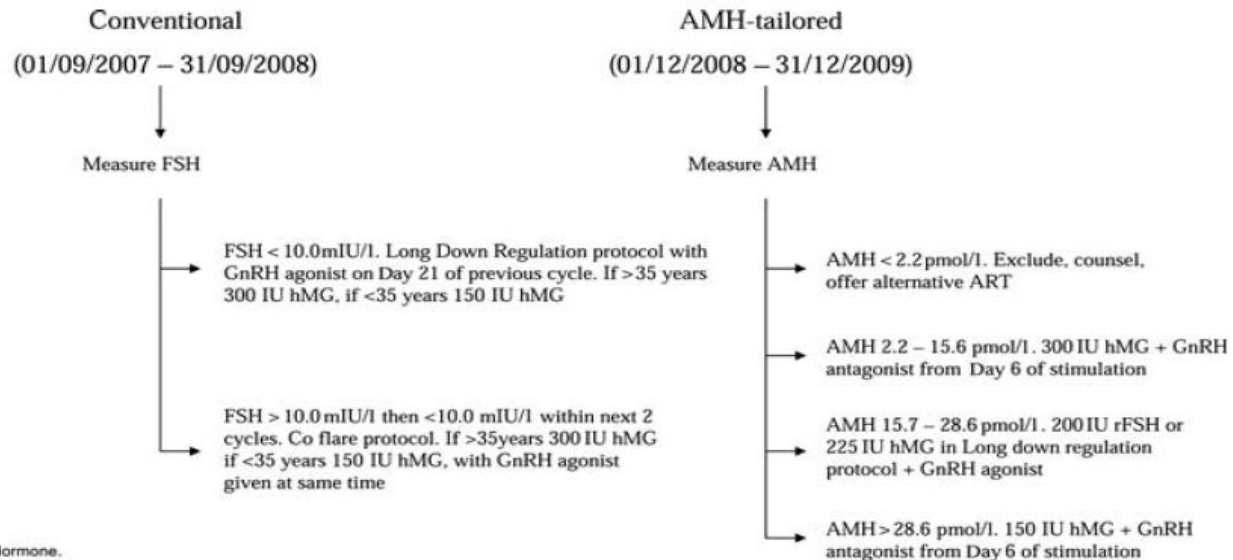 Conventional
(01/09/2007 – 31/09/2008)
Measure FSH
FSH < 10.0mIU/l. Long Down Regulation protocol with
GnRH agonist on Day 21 of previous cycle. If >35 years
300 IU hMG, if <35 years 150 IU hMG
FSH > 10.0mIU/l then <10.0 mIU/l within next 2
cycles. Co flare protocol. If >35years 300 IU hMG
if <35 years 150 IU hMG, with GnRH agonist
given at same time
AMH-tailored
(01/12/2008 – 31/12/2009)
Measure AMH
AMH < 2.2 pmol/l. Exclude, counsel,
offer alternative ART
AMH 2.2 – 15.6 pmol/l. 300 IU hMG + GnRH
antagonist from Day 6 of stimulation
AMH 15.7 – 28.6 pmol/l. 200 IU rFSH or
225 IU hMG in Long down regulation
protocol + GnRH agonist
AMH > 28.6 pmol/l. 150 IU hMG + GnRH
antagonist from Day 6 of stimulation